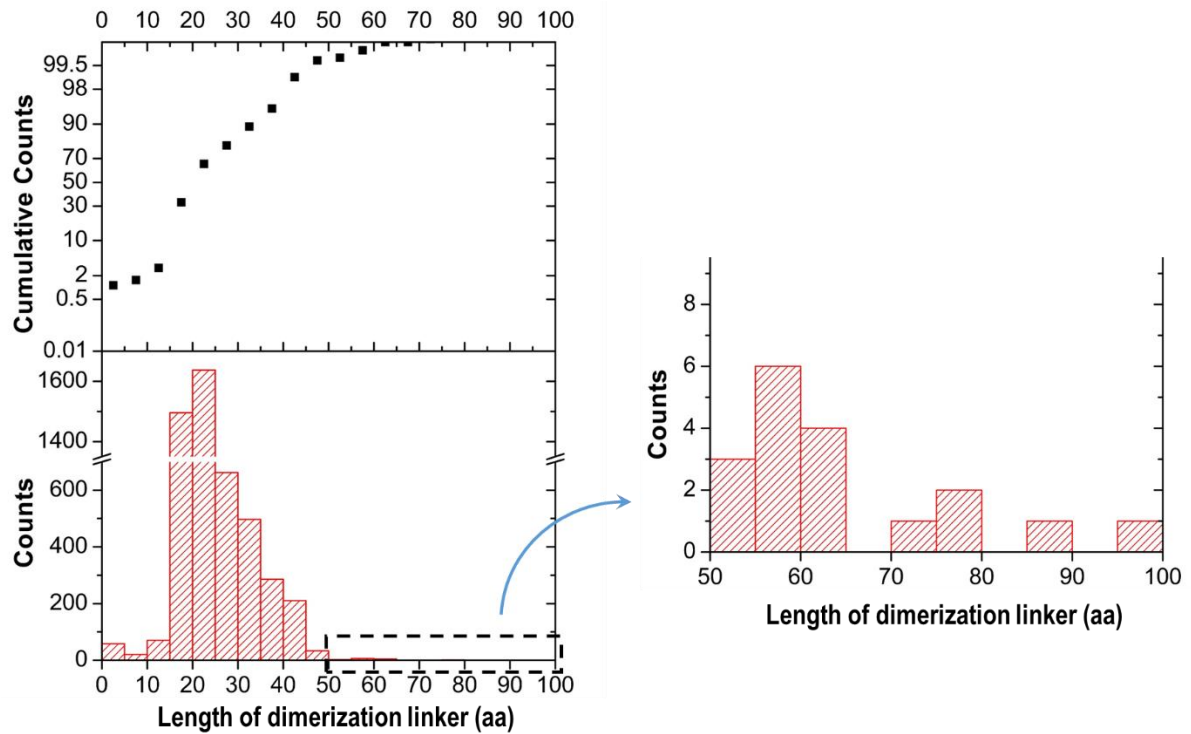 0 10 20 30 40 50 60 70 80 90 100
99.5
98
90
70
50
30
10
2
0.5
0.01
Cumulative Counts
1600
1400
600
400
200
0
Counts
0 10 20 30 40 50 60 70 80 90 100
Length of dimerization linker (aa)
8
6
4
2
0
Counts
50 60 70 80 90 100
Length of dimerization linker (aa)